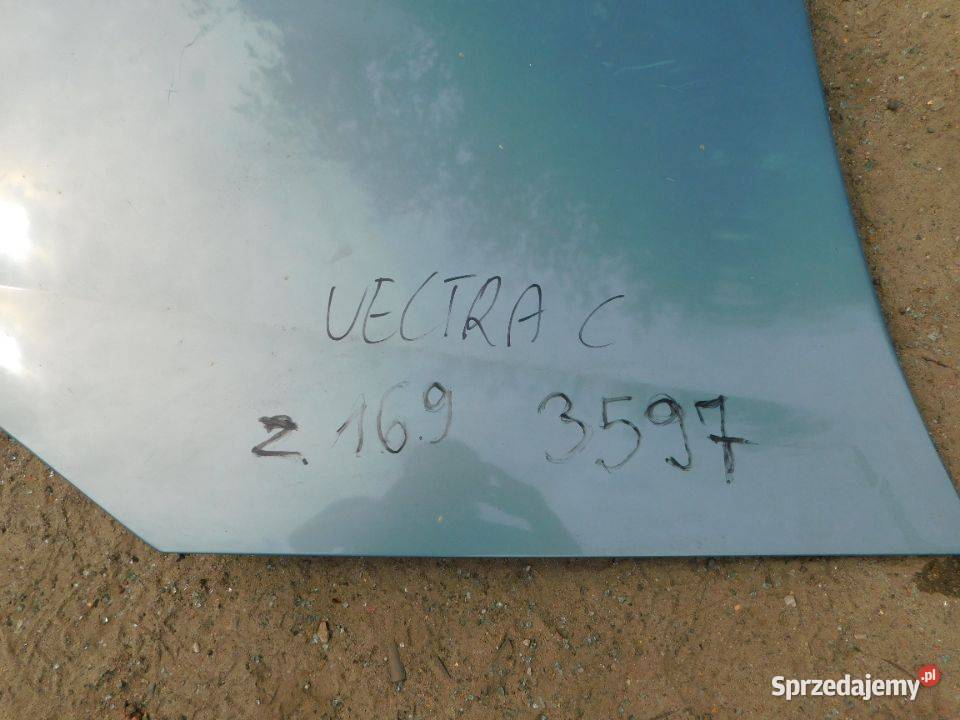 VECTRA C
Z. 169 3597
Sprzedajemy.pl